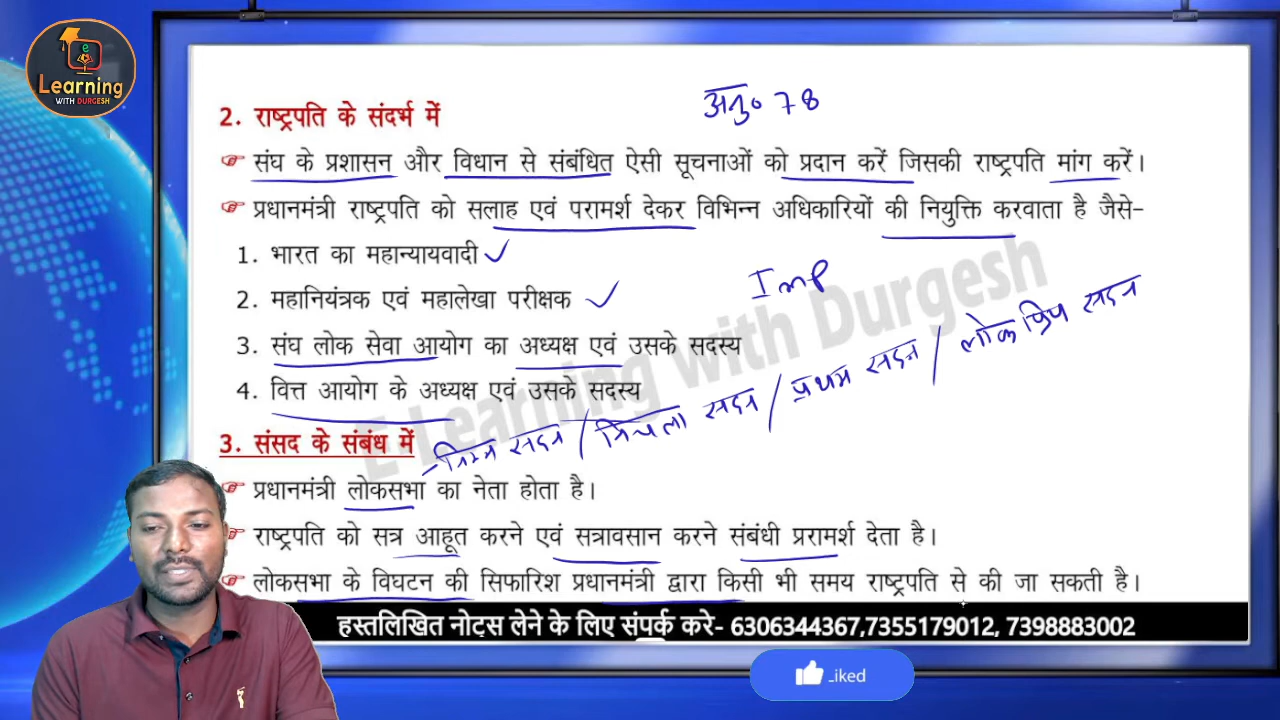 e
Learning
WITH DURGESH
अनु० 78
2. राष्ट्रपति के संदर्भ में
संघ के प्रशासन और विधान से संबंधित ऐसी सूचनाओं को प्रदान करें जिसकी राष्ट्रपति मांग करें।
प्रधानमंत्री राष्ट्रपति को सलाह एवं परामर्श देकर विभिन्न अधिकारियों की नियुक्ति करवाता है जैसे-
1. भारत का महान्यायवादी
2. महानियंत्रक एवं महालेखा परीक्षक
Imp
3. संघ लोक सेवा आयोग का अध्यक्ष एवं उसके सदस्य
4. वित्त आयोग के अध्यक्ष एवं उसके सदस्य
E-Learning with Durgesh
3. संसद के संबंध में
- निम्न सदन / निचला सदन / प्रथम सदन / लोकप्रिय सदन
प्रधानमंत्री लोकसभा का नेता होता है।
राष्ट्रपति को सत्र आहूत करने एवं सत्रावसान करने संबंधी प्ररामर्श देता है।
लोकसभा के विघटन की सिफारिश प्रधानमंत्री द्वारा किसी भी समय राष्ट्रपति से की जा सकती है।
हस्तलिखित नोट्स लेने के लिए संपर्क करे- 6306344367,7355179012, 7398883002
Liked